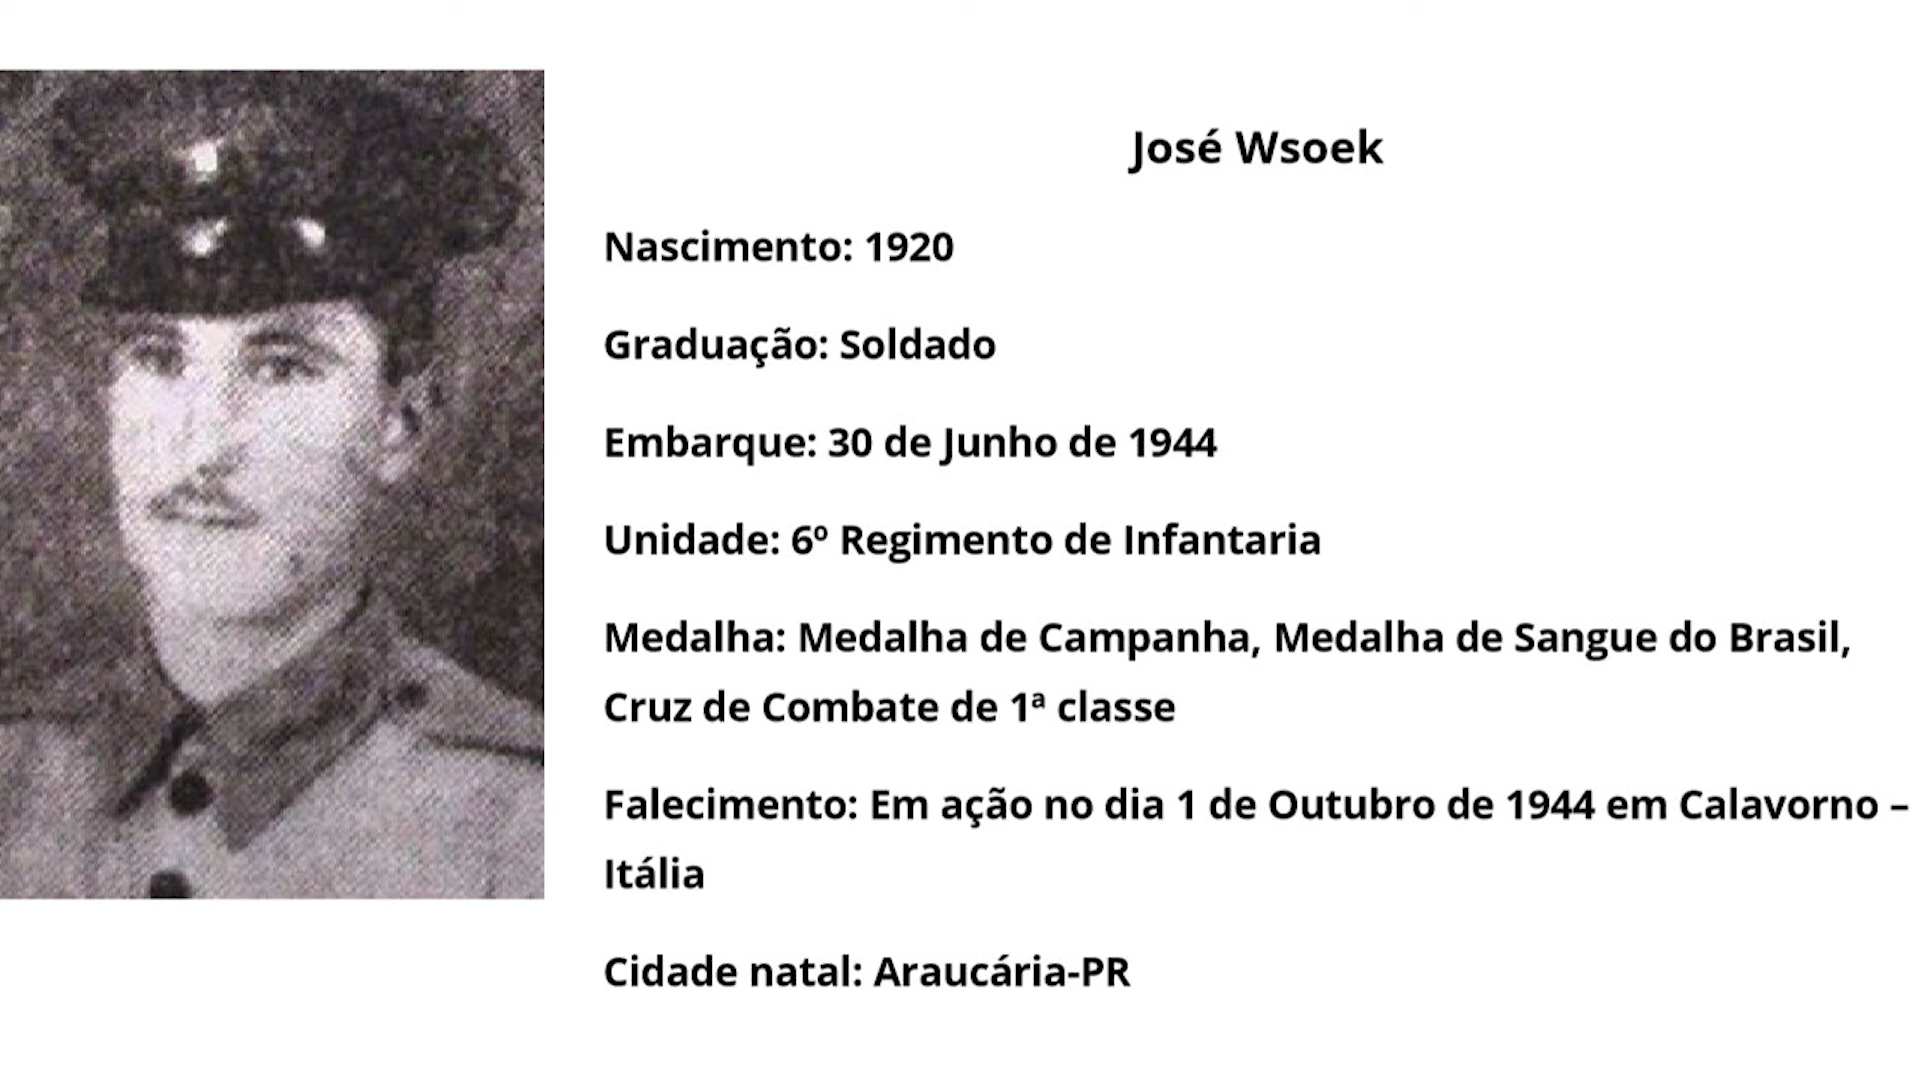 José Wsoek
Nascimento: 1920
Graduação: Soldado
Embarque: 30 de Junho de 1944
Unidade: 6º Regimento de Infantaria
Medalha: Medalha de Campanha, Medalha de Sangue do Brasil,
Cruz de Combate de 1ª classe
Falecimento: Em ação no dia 1 de Outubro de 1944 em Calavorno –
Itália
Cidade natal: Araucária-PR